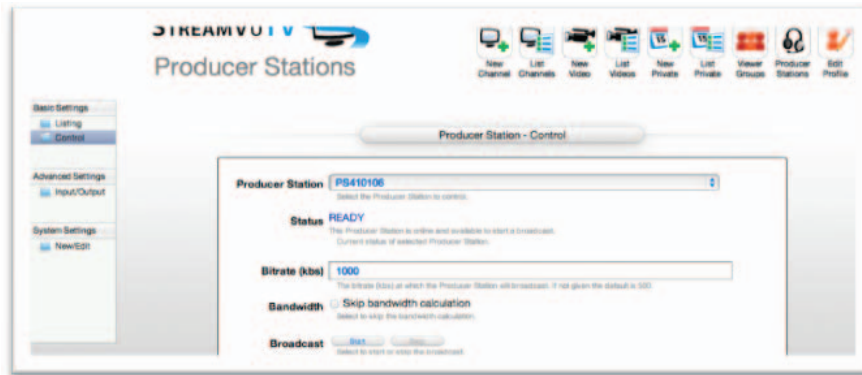 STREAMVUTV
Producer Stations
New Channel
List Channels
New Video
List Videos
New Private
List Private
Viewer Groups
Producer Stations
Edit Profile
Basic Settings
Listing
Control
Advanced Settings
Input/Output
System Settings
New/Edit
Producer Station - Control
Producer Station PS410106
Select the Producer Station to control.
Status READY
The Producer Station is online and available to start a broadcast.
Current status of selected Producer Station.
Bitrate (kbs) 1000
The bitrate (kbs) at which the Producer Station will broadcast. If not given the default is 500
Bandwidth Skip bandwidth calculation
Select to skip the bandwidth calculation.
Broadcast Start Stop
Select to start or stop the broadcast.